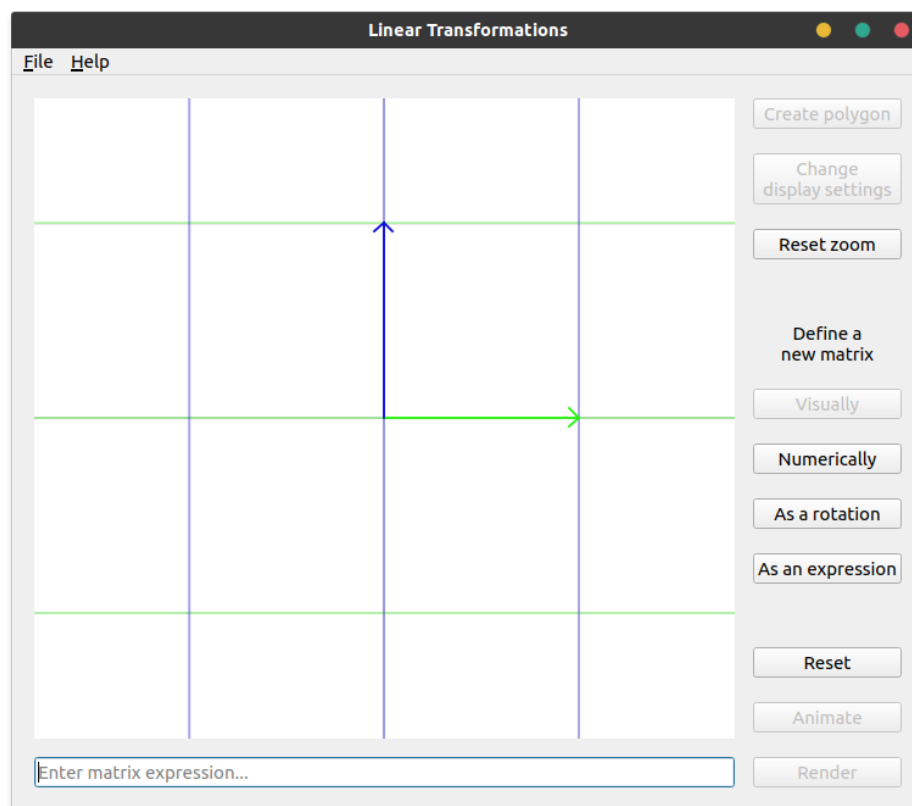 Linear Transformations
File Help
Create polygon
Change
display settings
Reset zoom
Define a
new matrix
Visually
Numerically
As a rotation
As an expression
Reset
Animate
Enter matrix expression...
Render